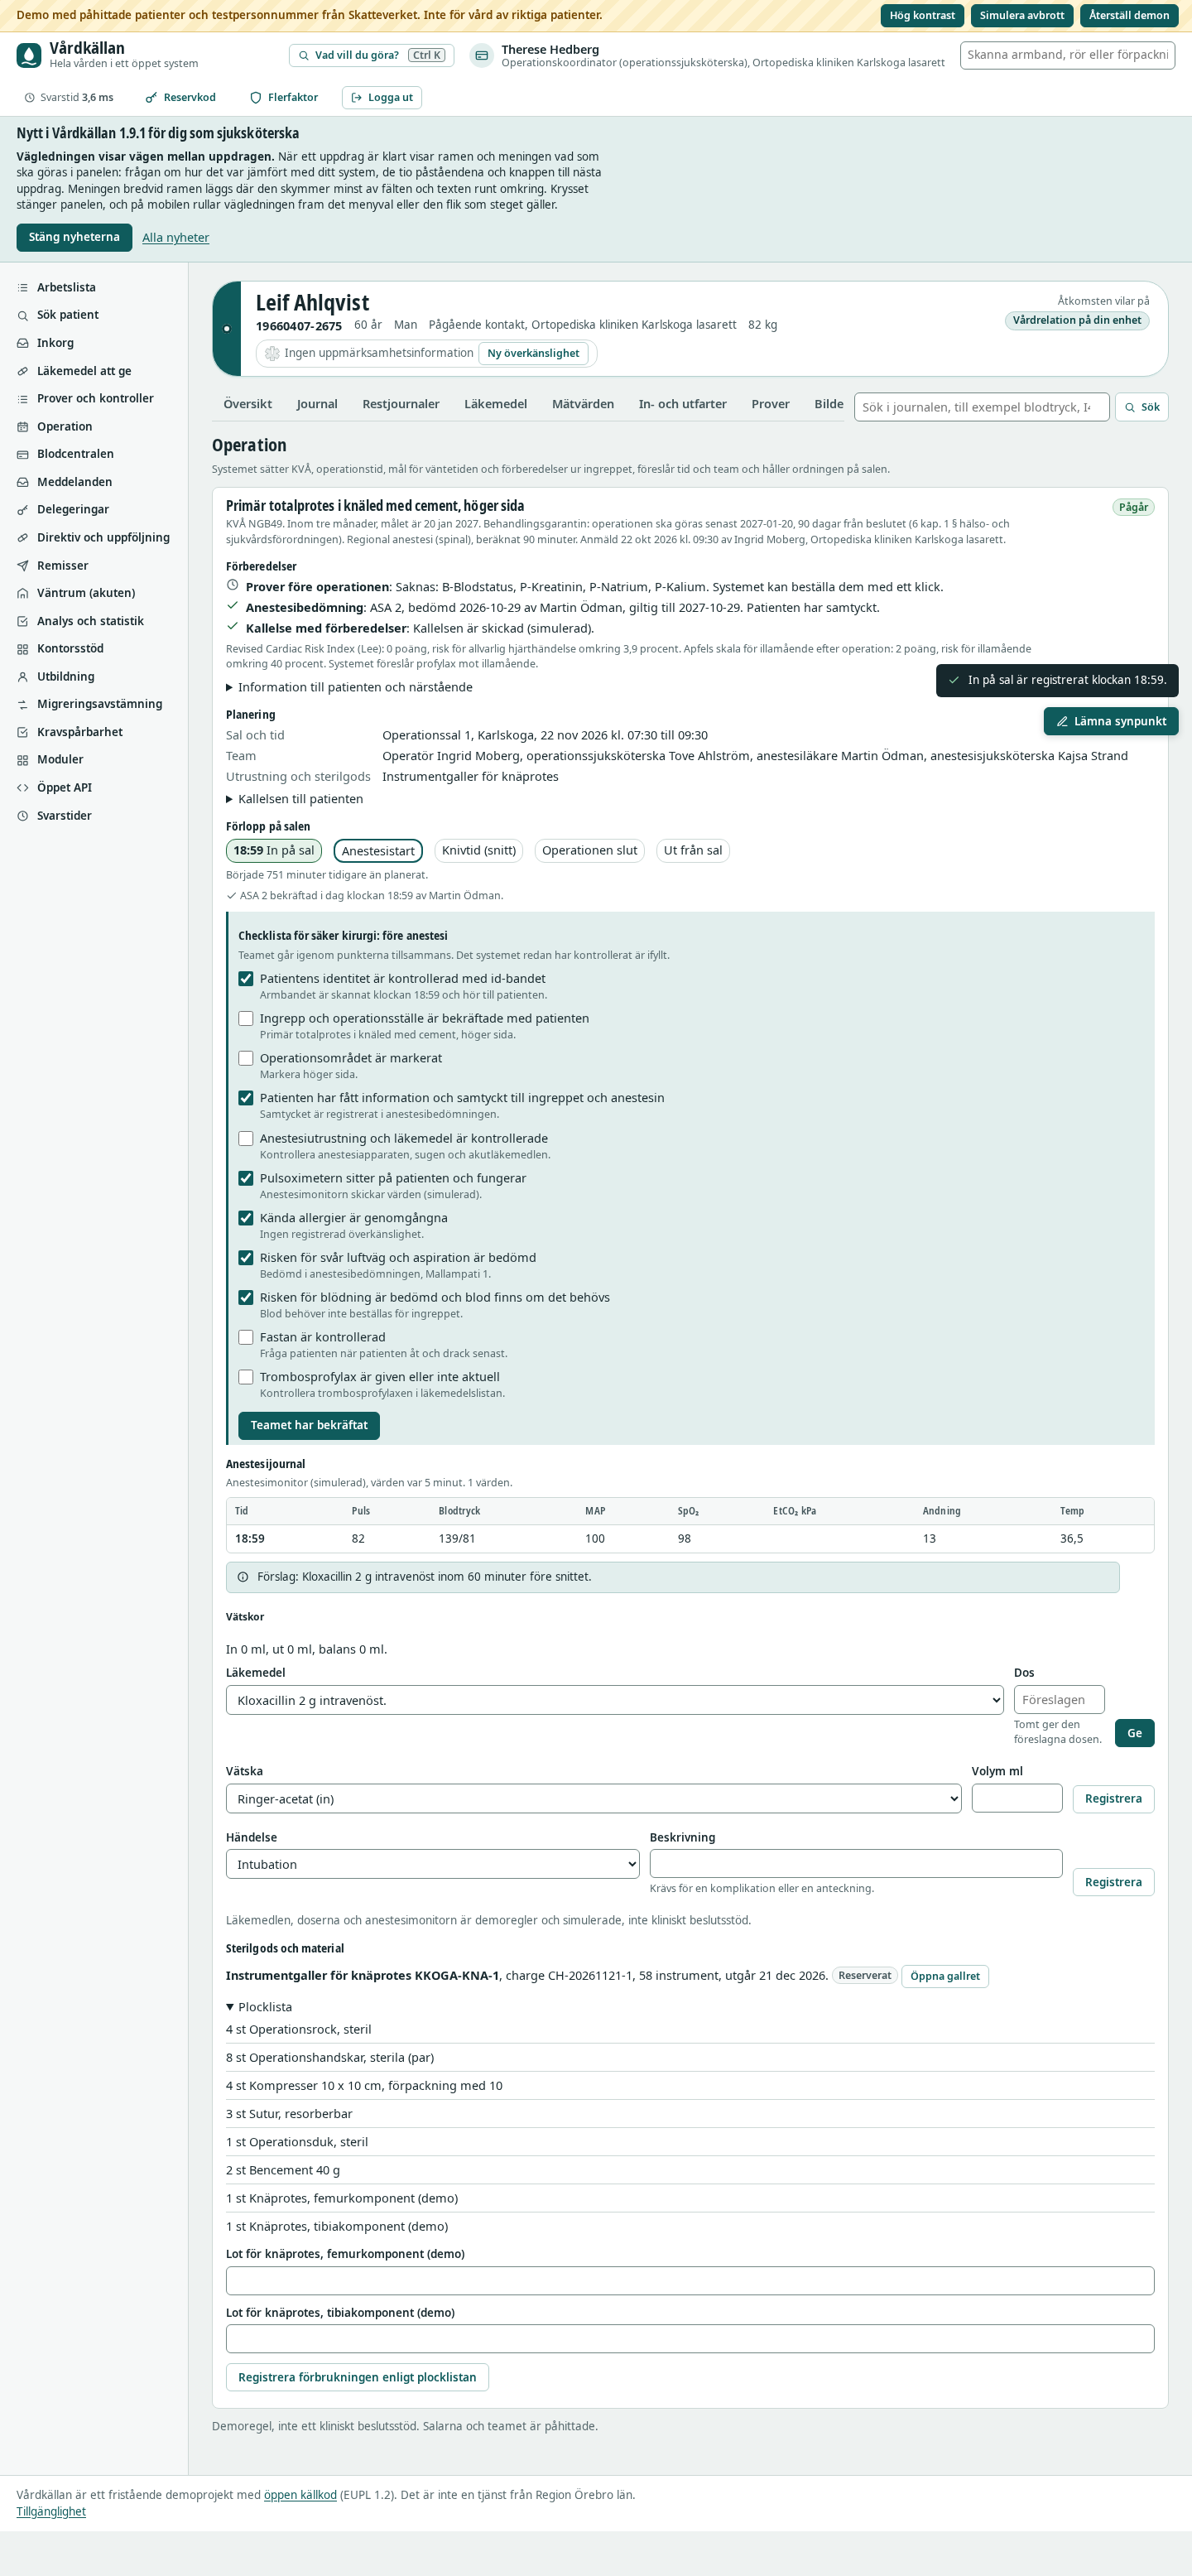 Demo med påhittade patienter och testpersonnummer från Skatteverket. Inte för vård av riktiga patienter.
Hög kontrast
Simulera avbrott
Återställ demon
Vårdkällan
Hela vården i ett öppet system
Vad vill du göra? Ctrl K
Therese Hedberg
Operationskoordinator (operationssjuksköterska), Ortopediska kliniken Karlskoga lasarett
Skanna armband, rör eller förpackni
Svarstid 3,6 ms
Reservkod
Flerfaktor
Logga ut
Nytt i Vårdkällan 1.9.1 för dig som sjuksköterska
Vägledningen visar vägen mellan uppdragen. När ett uppdrag är klart visar ramen och meningen vad som
ska göras i panelen: frågan om hur det var jämfört med ditt system, de tio påståendena och knappen till nästa
uppdrag. Meningen bredvid ramen läggs där den skymmer minst av fälten och texten runt omkring. Krysset
stänger panelen, och på mobilen rullar vägledningen fram det menyval eller den flik som steget gäller.
Stäng nyheterna
Alla nyheter
Arbetslista
Sök patient
Inkorg
Läkemedel att ge
Prover och kontroller
Operation
Blodcentralen
Meddelanden
Delegeringar
Direktiv och uppföljning
Remisser
Väntrum (akuten)
Analys och statistik
Kontorsstöd
Utbildning
Migreringsavstämning
Kravspårbarhet
Moduler
Öppet API
Svarstider
Leif Ahlqvist
19660407-2675 60 år Man Pågående kontakt, Ortopediska kliniken Karlskoga lasarett 82 kg
Ingen uppmärksamhetsinformation
Ny överkänslighet
Åtkomsten vilar på
Vårdrelation på din enhet
Översikt
Journal
Restjournaler
Läkemedel
Mätvärden
In- och utfarter
Prover
Bilde
Sök i journalen, till exempel blodtryck, I
Sök
Operation
Systemet sätter KVÅ, operationstid, mål för väntetiden och förberedelser ur ingreppet, föreslår tid och team och håller ordningen på salen.
Primär totalprotes i knäled med cement, höger sida
Pågår
KVÅ NGB49. Inom tre månader, målet är 20 jan 2027. Behandlingsgaranti: operationen ska göras senast 2027-01-20, 90 dagar från beslutet (6 kap. 1 § hälso- och
sjukvårdsförordningen). Regional anestesi (spinal), beräknat 90 minuter. Anmäld 22 okt 2026 kl. 09:30 av Ingrid Moberg, Ortopediska kliniken Karlskoga lasarett.
Förberedelser
Prover före operationen: Saknas: B-Blodstatus, P-Kreatinin, P-Natrium, P-Kalium. Systemet kan beställa dem med ett klick.
Anestesibedömning: ASA 2, bedömd 2026-10-29 av Martin Ödman, giltig till 2027-10-29. Patienten har samtyckt.
Kallelse med förberedelser: Kallelsen är skickad (simulerad).
Revised Cardiac Risk Index (Lee): 0 poäng, risk för allvarlig hjärthändelse omkring 3,9 procent. Apfels skala för illamående efter operation: 2 poäng, risk för illamående
omkring 40 procent. Systemet föreslår profylax mot illamående.
Information till patienten och närstående
In på sal är registrerat klockan 18:59.
Lämna synpunkt
Planering
Sal och tid Operationssal 1, Karlskoga, 22 nov 2026 kl. 07:30 till 09:30
Team Operatör Ingrid Moberg, operationssjuksköterska Tove Ahlström, anestesiläkare Martin Ödman, anestesisjuksköterska Kajsa Strand
Utrustning och sterilgods Instrumentgaller för knäprotes
Kallelsen till patienten
Förlopp på salen
18:59 In på sal
Anestesistart
Knivtid (snitt)
Operationen slut
Ut från sal
Började 751 minuter tidigare än planerat.
ASA 2 bekräftad i dag klockan 18:59 av Martin Ödman.
Checklista för säker kirurgi: före anestesi
Teamet går igenom punkterna tillsammans. Det systemet redan har kontrollerat är ifyllt.
Patientens identitet är kontrollerad med id-bandet
Armbandet är skannat klockan 18:59 och hör till patienten.
Ingrepp och operationsställe är bekräftade med patienten
Primär totalprotes i knäled med cement, höger sida.
Operationsområdet är markerat
Markera höger sida.
Patienten har fått information och samtyckt till ingreppet och anestesin
Samtycket är registrerat i anestesibedömningen.
Anestesiutrustning och läkemedel är kontrollerade
Kontrollera anestesiapparaten, sugen och akutläkemedlen.
Pulsoximetern sitter på patienten och fungerar
Anestesimonitorn skickar värden (simulerad).
Kända allergier är genomgångna
Ingen registrerad överkänslighet.
Risken för svår luftväg och aspiration är bedömd
Bedömd i anestesibedömningen, Mallampati 1.
Risken för blödning är bedömd och blod finns om det behövs
Blod behöver inte beställas för ingreppet.
Fastan är kontrollerad
Fråga patienten när patienten åt och drack senast.
Trombosprofylax är given eller inte aktuell
Kontrollera trombosprofylaxen i läkemedelslistan.
Teamet har bekräftat
Anestesijournal
Anestesimonitor (simulerad), värden var 5 minut. 1 värden.
Tid Puls Blodtryck MAP SpO₂ EtCO₂ kPa Andning Temp
18:59 82 139/81 100 98 13 36,5
Förslag: Kloxacillin 2 g intravenöst inom 60 minuter före snittet.
Vätskor
In 0 ml, ut 0 ml, balans 0 ml.
Läkemedel Dos
Kloxacillin 2 g intravenöst. Föreslagen
Tomt ger den
föreslagna dosen.
Ge
Vätska Volym ml
Ringer-acetat (in)
Registrera
Händelse Beskrivning
Intubation
Krävs för en komplikation eller en anteckning.
Registrera
Läkemedlen, doserna och anestesimonitorn är demoregler och simulerade, inte kliniskt beslutsstöd.
Sterilgods och material
Instrumentgaller för knäprotes KKOGA-KNA-1, charge CH-20261121-1, 58 instrument, utgår 21 dec 2026. Reserverat Öppna gallret
Plocklista
4 st Operationsrock, steril
8 st Operationshandskar, sterila (par)
4 st Kompresser 10 x 10 cm, förpackning med 10
3 st Sutur, resorberbar
1 st Operationsduk, steril
2 st Bencement 40 g
1 st Knäprotes, femurkomponent (demo)
1 st Knäprotes, tibiakomponent (demo)
Lot för knäprotes, femurkomponent (demo)
Lot för knäprotes, tibiakomponent (demo)
Registrera förbrukningen enligt plocklistan
Demoregel, inte ett kliniskt beslutsstöd. Salarna och teamet är påhittade.
Vårdkällan är ett fristående demoprojekt med öppen källkod (EUPL 1.2). Det är inte en tjänst från Region Örebro län.
Tillgänglighet